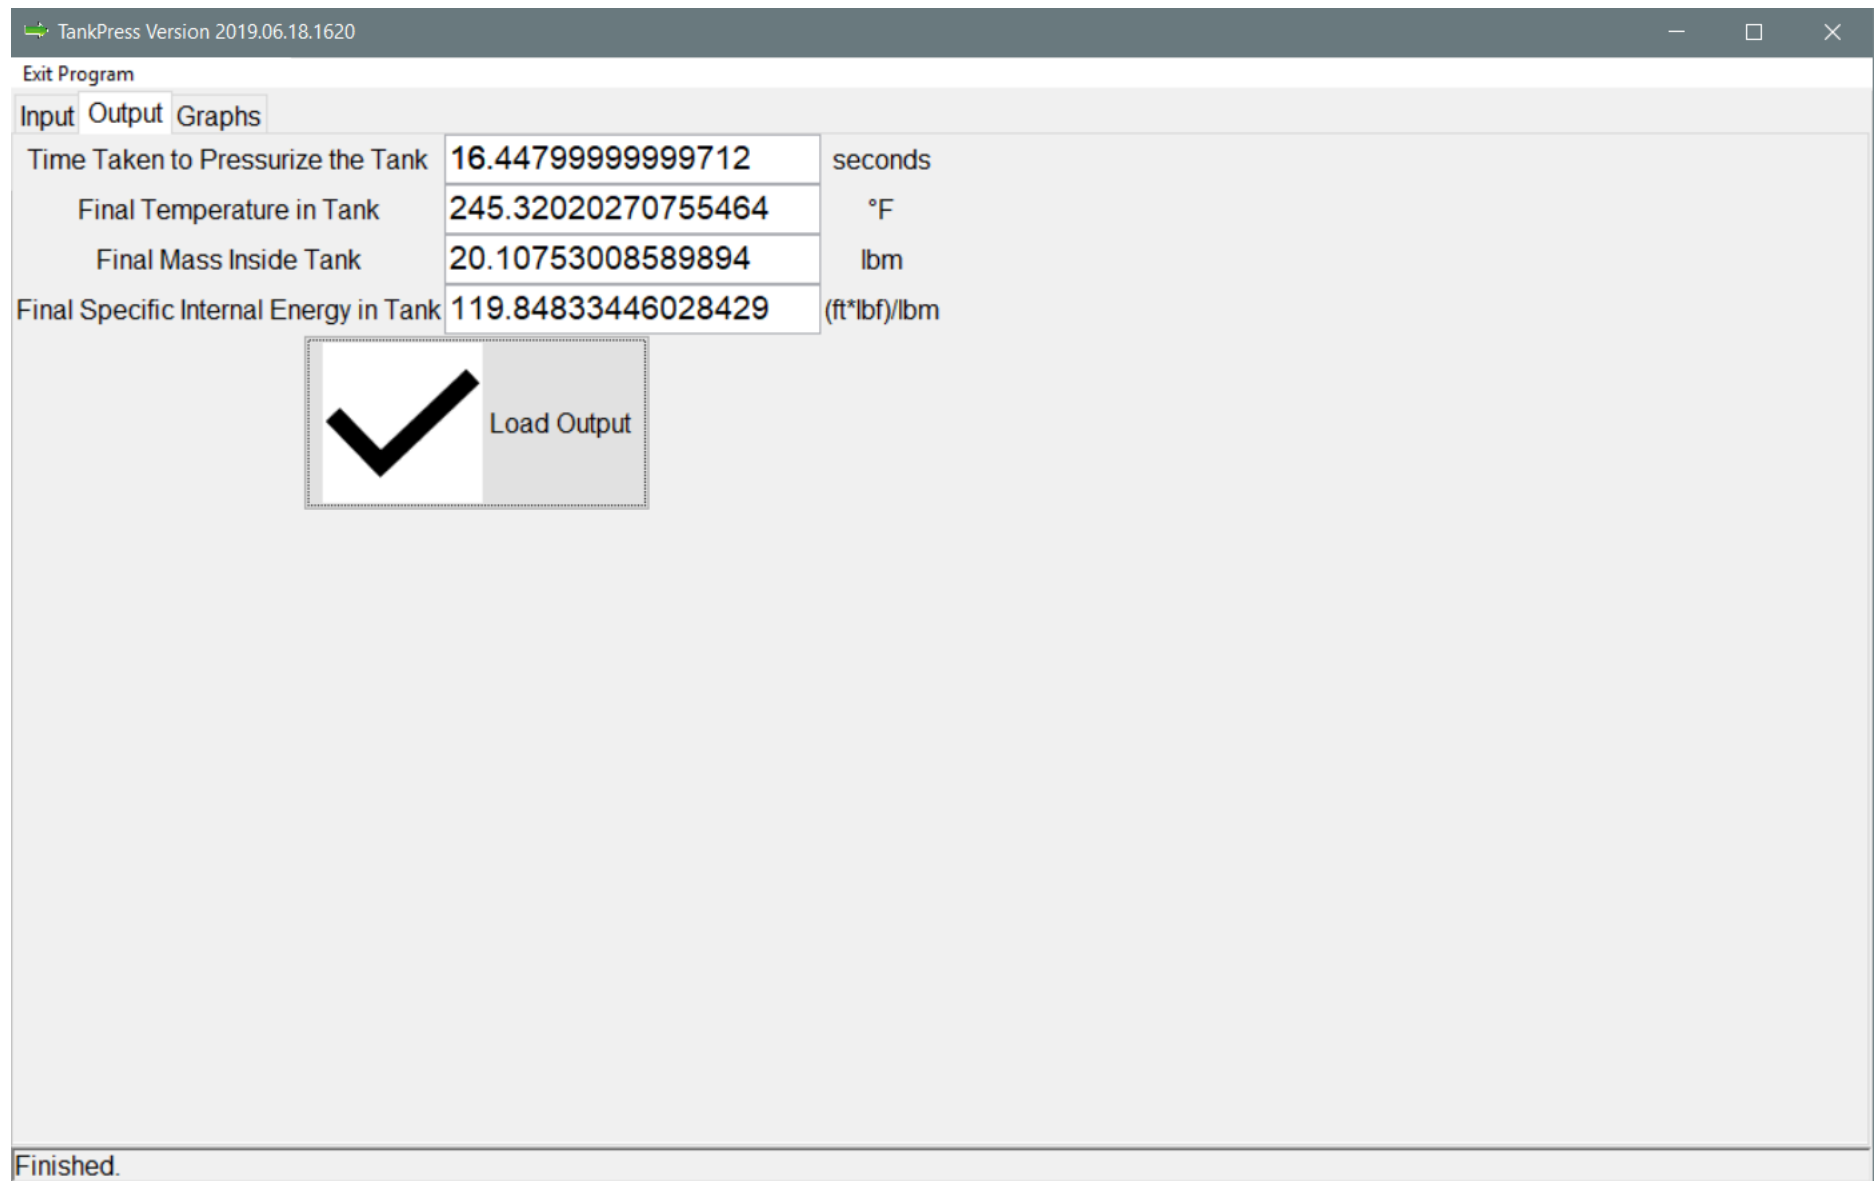 TankPress Version 2019.06.18.1620
Exit Program
Input Output Graphs
Time Taken to Pressurize the Tank 16.44799999999712 seconds
Final Temperature in Tank 245.32020270755464 °F
Final Mass Inside Tank 20.10753008589894 lbm
Final Specific Internal Energy in Tank 119.84833446028429 (ft*lbf)/lbm
Load Output
Finished.